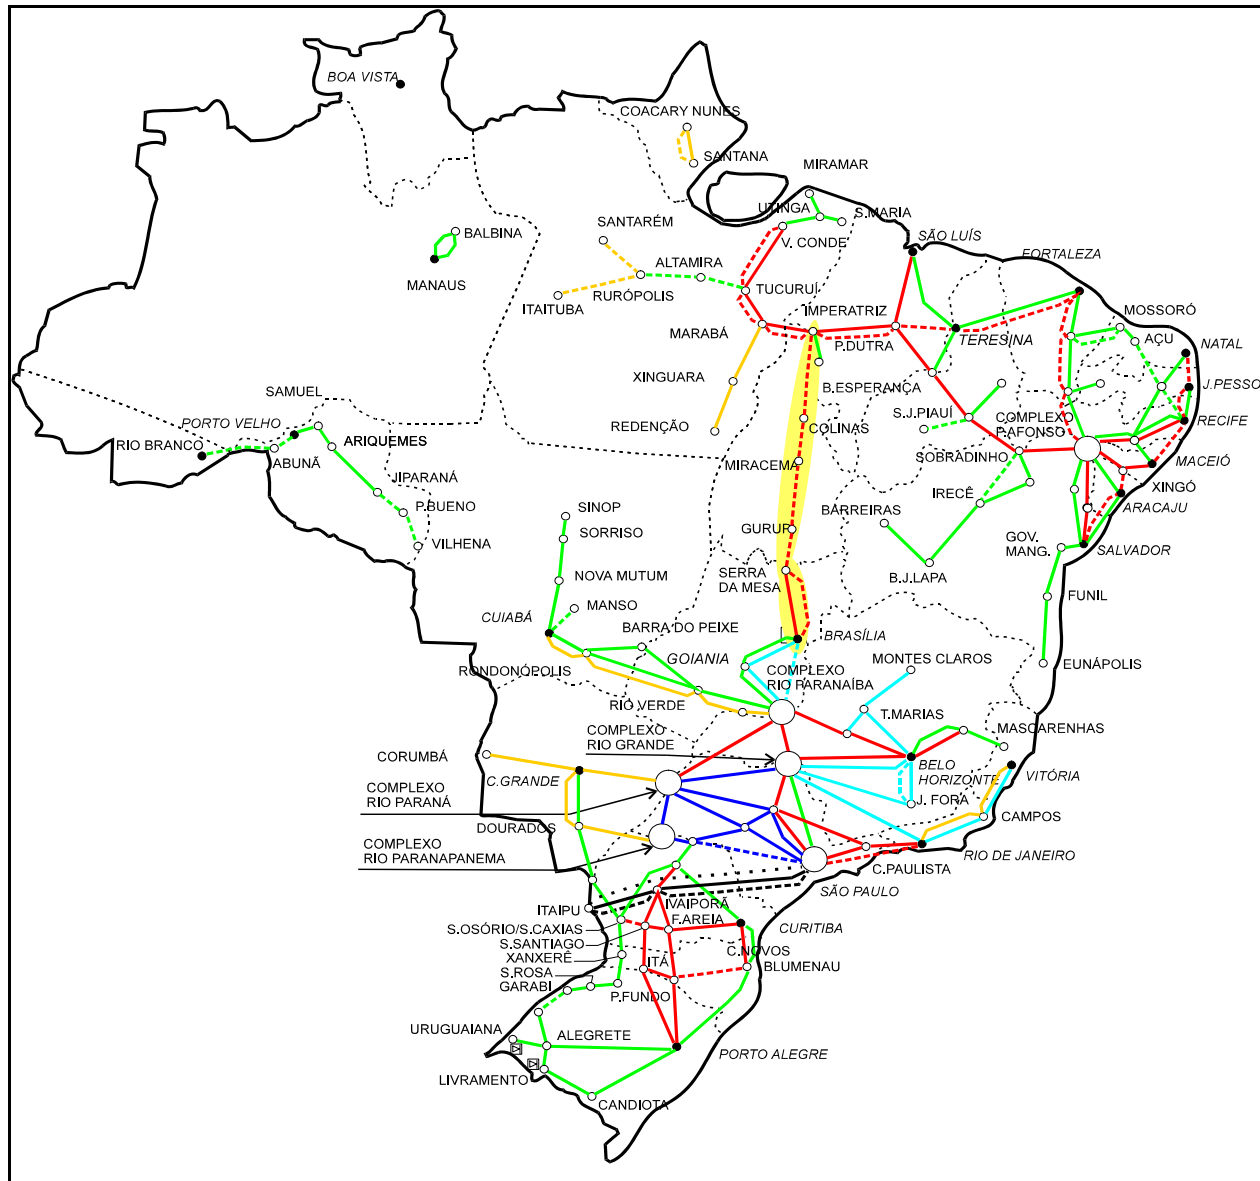 BOA VISTA
COACARY NUNES
SANTANA
MIRAMAR
UTINGA
S.MARIA
V. CONDE
SANTARÉM
SÃO LUÍS
FORTALEZA
BALBINA
MANAUS
ALTAMIRA
ITAITUBA
RURÓPOLIS
TUCURUÍ
IMPERATRIZ
MOSSORÓ
AÇU
MARABÁ
P.DUTRA
TERESINA
NATAL
XINGUARA
B.ESPERANÇA
J.PESSO
SAMUEL
REDENÇÃO
COLINAS
S.J.PIAUÍ
COMPLEXO
P.AFONSO
RECIFE
PORTO VELHO
RIO BRANCO
ARIQUEMES
ABUNÃ
MIRACEMA
SOBRADINHO
MACEIÓ
JIPARANÁ
XINGÓ
P.BUENO
SINOP
IRECÊ
ARACAJU
BARREIRAS
SORRISO
GURUPI
GOV.
MANG.
VILHENA
SALVADOR
NOVA MUTUM
SERRA
DA MESA
B.J.LAPA
FUNIL
MANSO
CUIABÁ
BARRA DO PEIXE
BRASÍLIA
GOIANIA
MONTES CLAROS
EUNÁPOLIS
RONDONÓPOLIS
COMPLEXO
RIO PARANAÍBA
RIO VERDE
T.MARIAS
COMPLEXO
RIO GRANDE
MASCARENHAS
CORUMBÁ
C.GRANDE
BELO
HORIZONTE
VITÓRIA
COMPLEXO
RIO PARANÁ
J. FORA
CAMPOS
DOURADOS
COMPLEXO
RIO PARANAPANEMA
RIO DE JANEIRO
C.PAULISTA
SÃO PAULO
ITAIPU
IVAIPORÃ
F.AREIA
S.OSÓRIO/S.CAXIAS
CURITIBA
S.SANTIAGO
XANXERÊ
ITÁ
C.NOVOS
S.ROSA
BLUMENAU
GARABI
P.FUNDO
URUGUAIANA
ALEGRETE
PORTO ALEGRE
LIVRAMENTO
CANDIOTA